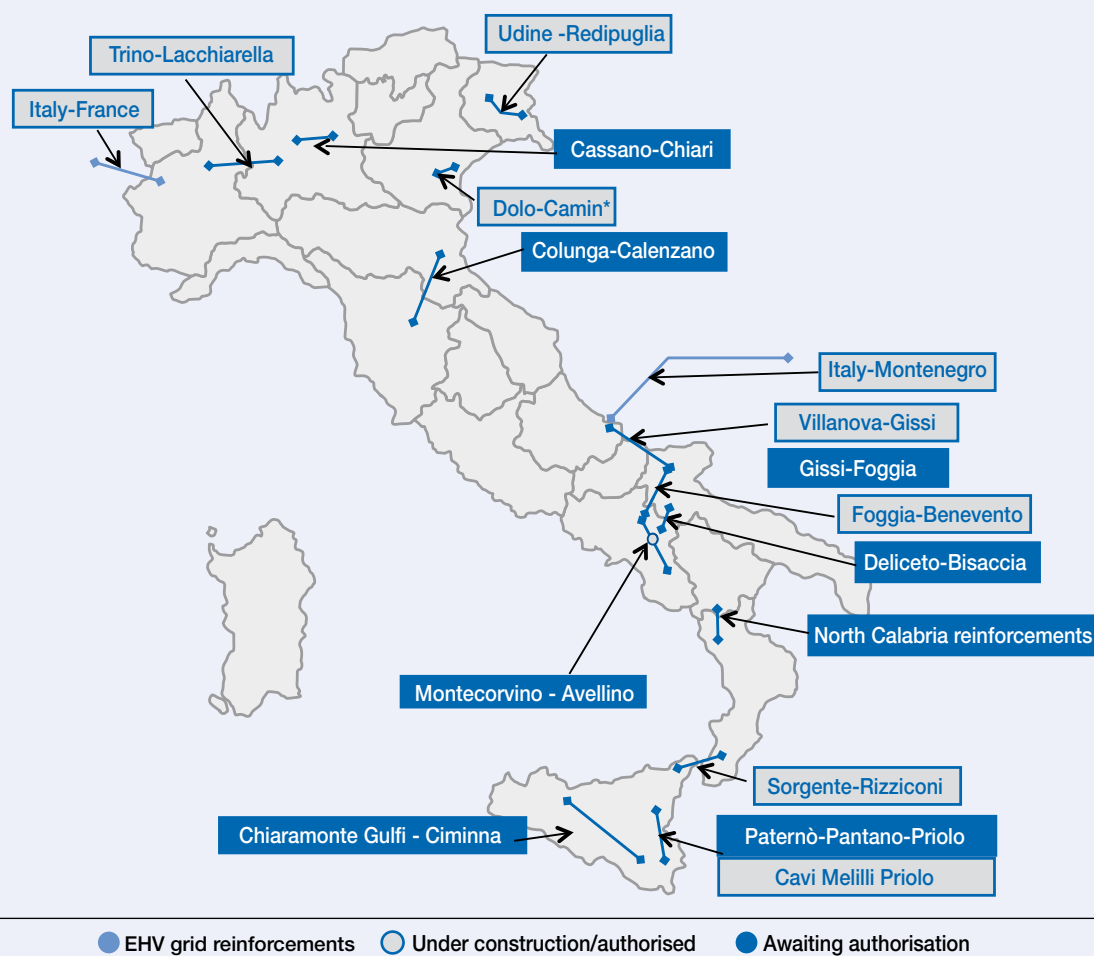 Udine -Redipuglia
Trino-Lacchiarella
Italy-France
Cassano-Chiari
Dolo-Camin*
Colunga-Calenzano
Italy-Montenegro
Villanova-Gissi
Gissi-Foggia
Foggia-Benevento
Deliceto-Bisaccia
North Calabria reinforcements
Montecorvino - Avellino
Sorgente-Rizziconi
Chiaramonte Gulfi - Ciminna
Paternò-Pantano-Priolo
Cavi Melilli Priolo
EHV grid reinforcements
Under construction/authorised
Awaiting authorisation